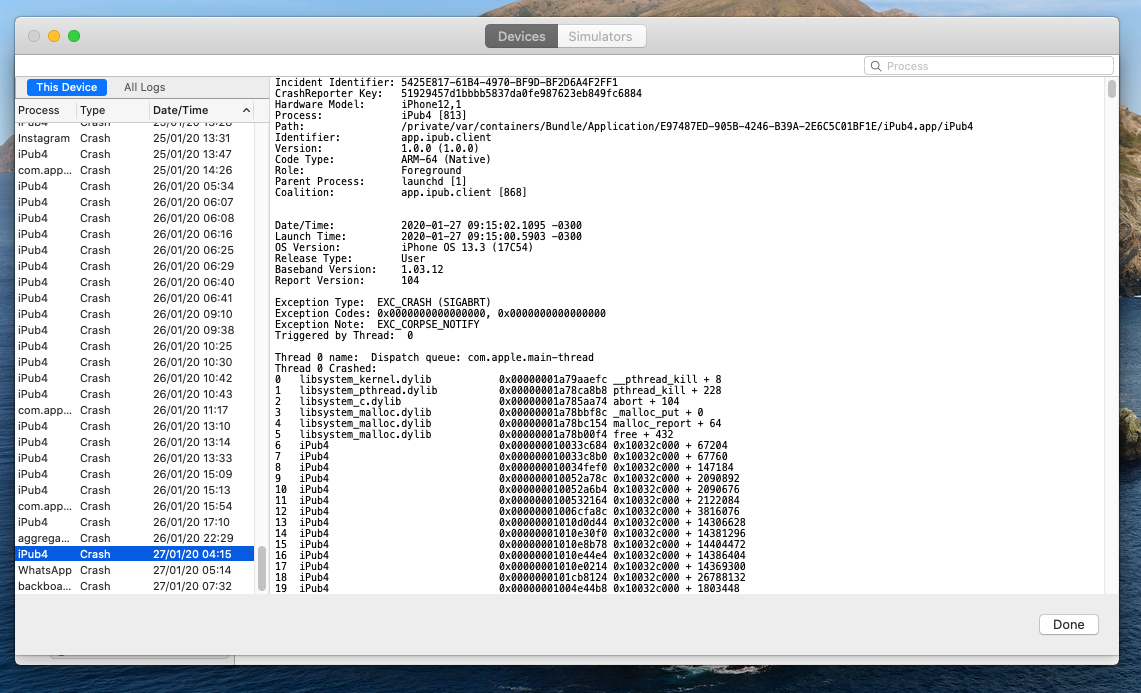 Devices Simulators
Process
This Device All Logs
Process Type Date/Time
iPub4 Crash 25/01/20 13:28
Instagram Crash 25/01/20 13:31
iPub4 Crash 25/01/20 13:47
com.app... Crash 25/01/20 14:26
iPub4 Crash 26/01/20 05:34
iPub4 Crash 26/01/20 06:07
iPub4 Crash 26/01/20 06:08
iPub4 Crash 26/01/20 06:16
iPub4 Crash 26/01/20 06:25
iPub4 Crash 26/01/20 06:29
iPub4 Crash 26/01/20 06:40
iPub4 Crash 26/01/20 06:41
iPub4 Crash 26/01/20 09:10
iPub4 Crash 26/01/20 09:38
iPub4 Crash 26/01/20 10:25
iPub4 Crash 26/01/20 10:30
iPub4 Crash 26/01/20 10:42
iPub4 Crash 26/01/20 10:43
com.app... Crash 26/01/20 11:17
iPub4 Crash 26/01/20 13:10
iPub4 Crash 26/01/20 13:14
iPub4 Crash 26/01/20 13:33
iPub4 Crash 26/01/20 15:09
iPub4 Crash 26/01/20 15:13
com.app... Crash 26/01/20 15:54
iPub4 Crash 26/01/20 17:10
aggrega... Crash 26/01/20 22:29
iPub4 Crash 27/01/20 04:15
WhatsApp Crash 27/01/20 05:14
backboa... Crash 27/01/20 07:32
Incident Identifier: 5425E817-61B4-4970-BF9D-BF2D6A4F2FF1
CrashReporter Key: 51929457d1bbbb5837da0fe987623eb849fc6884
Hardware Model: iPhone12,1
Process: iPub4 [813]
Path: /private/var/containers/Bundle/Application/E97487ED-905B-4246-B39A-2E6C5C01BF1E/iPub4.app/iPub4
Identifier: app.ipub.client
Version: 1.0.0 (1.0.0)
Code Type: ARM-64 (Native)
Role: Foreground
Parent Process: launchd [1]
Coalition: app.ipub.client [868]
Date/Time: 2020-01-27 09:15:02.1095 -0300
Launch Time: 2020-01-27 09:15:00.5903 -0300
OS Version: iPhone OS 13.3 (17C54)
Release Type: User
Baseband Version: 1.03.12
Report Version: 104
Exception Type: EXC_CRASH (SIGABRT)
Exception Codes: 0x0000000000000000, 0x0000000000000000
Exception Note: EXC_CORPSE_NOTIFY
Triggered by Thread: 0
Thread 0 name: Dispatch queue: com.apple.main-thread
Thread 0 Crashed:
0 libsystem_kernel.dylib 0x00000001a79aaefc __pthread_kill + 8
1 libsystem_pthread.dylib 0x00000001a78ca8b8 pthread_kill + 228
2 libsystem_c.dylib 0x00000001a785aa74 abort + 104
3 libsystem_malloc.dylib 0x00000001a78bbf8c _malloc_put + 0
4 libsystem_malloc.dylib 0x00000001a78bc154 malloc_report + 64
5 libsystem_malloc.dylib 0x00000001a78b00f4 free + 432
6 iPub4 0x000000010033c684 0x10032c000 + 67204
7 iPub4 0x000000010033c8b0 0x10032c000 + 67760
8 iPub4 0x000000010034fef0 0x10032c000 + 147184
9 iPub4 0x000000010052a78c 0x10032c000 + 2090892
10 iPub4 0x000000010052a6b4 0x10032c000 + 2090676
11 iPub4 0x0000000100532164 0x10032c000 + 2122084
12 iPub4 0x00000001006cfa8c 0x10032c000 + 3816076
13 iPub4 0x00000001010d0d44 0x10032c000 + 14306628
14 iPub4 0x00000001010e30f0 0x10032c000 + 14381296
15 iPub4 0x00000001010e8b78 0x10032c000 + 14404472
16 iPub4 0x00000001010e44e4 0x10032c000 + 14386404
17 iPub4 0x00000001010e0214 0x10032c000 + 14369300
18 iPub4 0x0000000101cb8124 0x10032c000 + 26788132
19 iPub4 0x00000001004e44b8 0x10032c000 + 1803448
Done